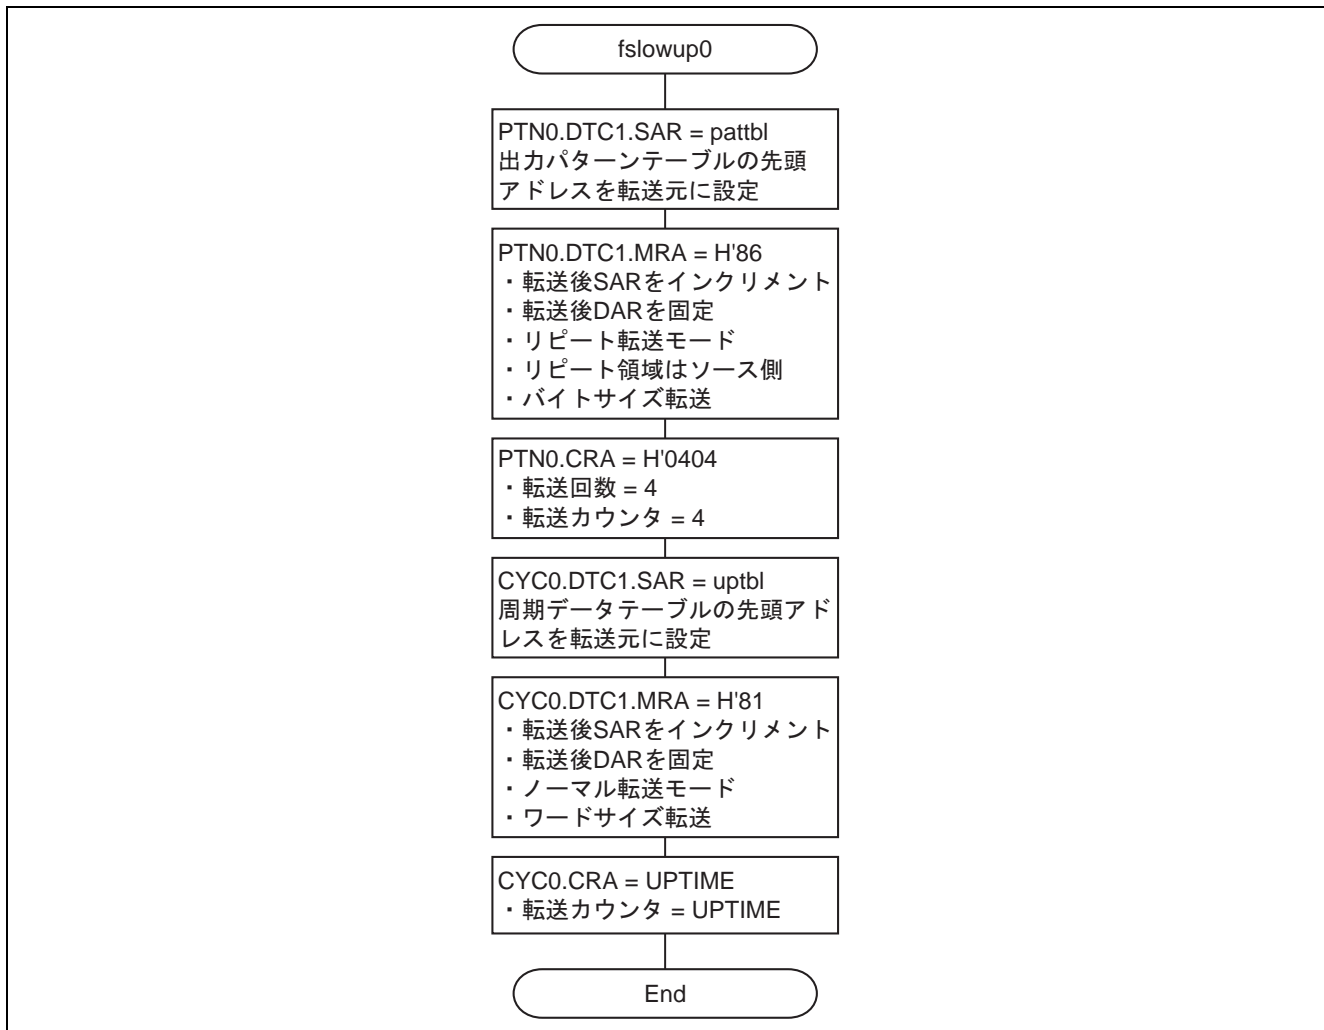 fslowup0
PTN0.DTC1.SAR = pattbl
出力パターンテーブルの先頭
アドレスを転送元に設定
PTN0.DTC1.MRA = H'86
・転送後SARをインクリメント
・転送後DARを固定
・リピート転送モード
・リピート領域はソース側
・バイトサイズ転送
PTN0.CRA = H'0404
・転送回数 = 4
・転送カウンタ = 4
CYC0.DTC1.SAR = uptbl
周期データテーブルの先頭アド
レスを転送元に設定
CYC0.DTC1.MRA = H'81
・転送後SARをインクリメント
・転送後DARを固定
・ノーマル転送モード
・ワードサイズ転送
CYC0.CRA = UPTIME
・転送カウンタ = UPTIME
End